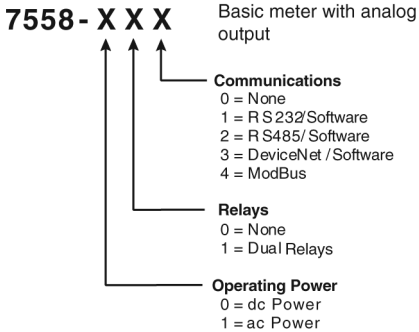 7558-XXX Basic meter with analog
output
Communications
0 = None
1 = RS232/Software
2 = RS485/Software
3 = DeviceNet/Software
4 = ModBus
Relays
0 = None
1 = Dual Relays
Operating Power
0 = dc Power
1 = ac Power